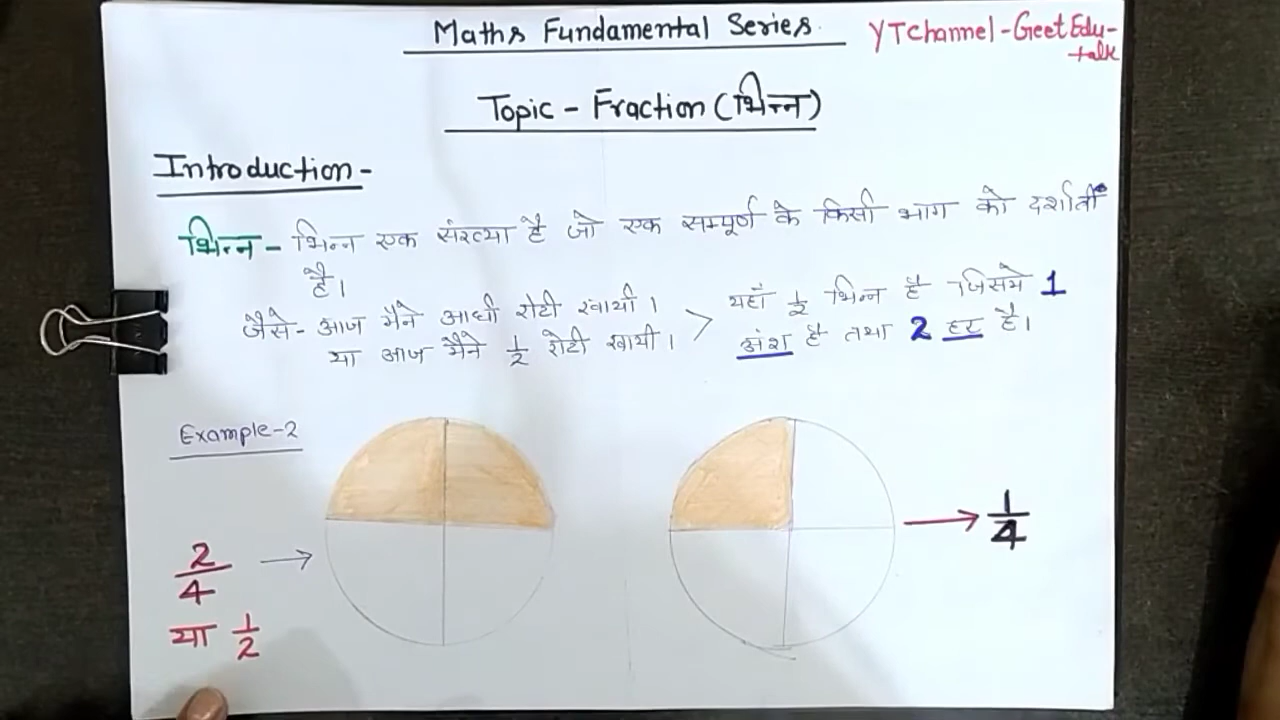 Maths Fundamental Series.
YTchannel-Geet Edu-
talk
Topic - Fraction (भिन्न)
Introduction-
भिन्न - भिन्न एक संख्या है जो एक सम्पूर्ण के किसी भाग को दर्शाती
है।
जैसे- आज मैने आधी रोटी खायी।
या आज मैने 1/2 रोटी खायी।
> यहाँ 1/2 भिन्न है जिसमे 1
अंश है तथा 2 हर है।
Example-2
2/4
या 1/2
1/4